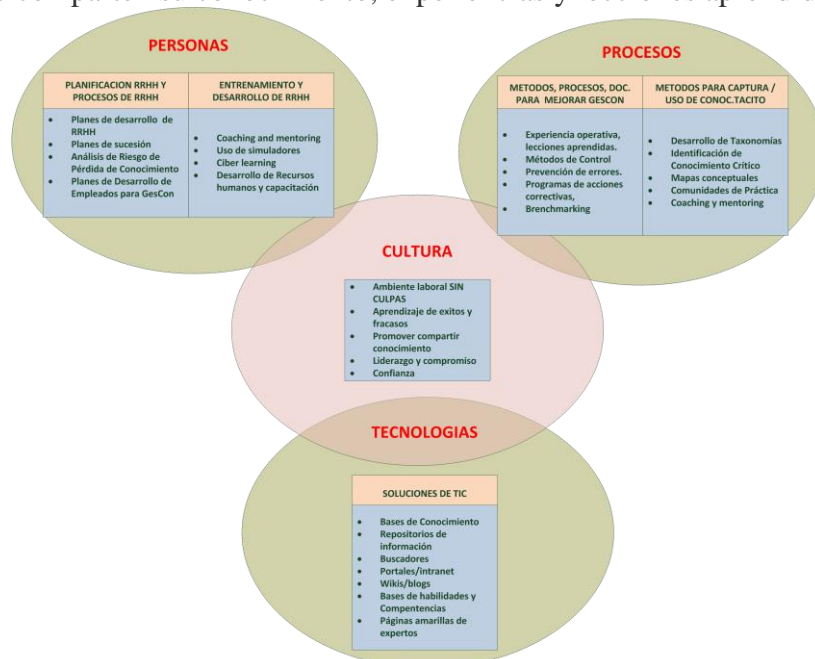 PERSONAS
PLANIFICACION RRHH Y
PROCESOS DE RRHH
• Planes de desarrollo de
RRHH
• Planes de sucesión
• Análisis de Riesgo de
Pérdida de Conocimiento
• Planes de Desarrollo de
Empleados para GesCon
ENTRENAMIENTO Y
DESARROLLO DE RRHH
• Coaching and mentoring
• Uso de simuladores
• Ciber learning
• Desarrollo de Recursos
humanos y capacitación
PROCESOS
METODOS, PROCESOS, DOC.
PARA MEJORAR GESCON
• Experiencia operativa,
lecciones aprendidas.
• Métodos de Control
• Prevención de errores.
• Programas de acciones
correctivas,
• Brenchmarking
METODOS PARA CAPTURA /
USO DE CONOC.TACITO
• Desarrollo de Taxonomías
• Identificación de
Conocimiento Crítico
• Mapas conceptuales
• Comunidades de Práctica
• Coaching y mentoring
CULTURA
• Ambiente laboral SIN
CULPAS
• Aprendizaje de exitos y
fracasos
• Promover compartir
conocimiento
• Liderazgo y compromiso
• Confianza
TECNOLOGIAS
SOLUCIONES DE TIC
• Bases de Conocimiento
• Repositorios de
información
• Buscadores
• Portales/intranet
• Wikis/blogs
• Bases de habilidades y
Compentencias
• Páginas amarillas de
expertos